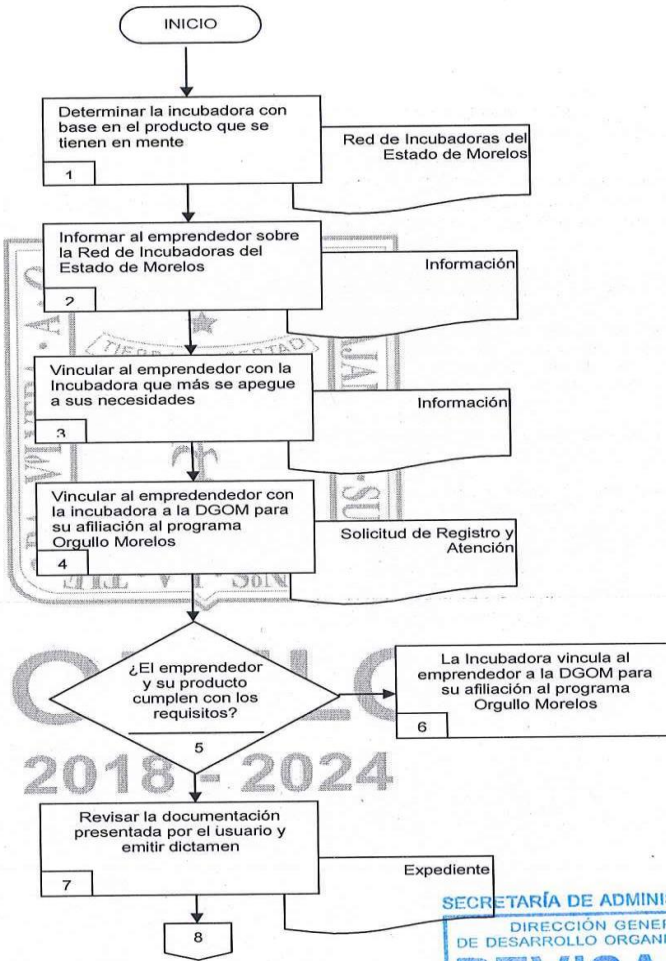 INICIO
Determinar la incubadora con
base en el producto que se
tienen en mente
1
Red de Incubadoras del
Estado de Morelos
Informar al emprendedor sobre
la Red de Incubadoras del
Estado de Morelos
2
Información
TIERRA
LIBERTAD
Vincular al emprendedor con la
Incubadora que más se apegue
a sus necesidades
3
Información
Vincular al empredendedor con
la incubadora a la DGOM para
su afiliación al programa
Orgullo Morelos
4
Solicitud de Registro y
Atención
¿El emprendedor
y su producto
cumplen con los
requisitos?
5
La Incubadora vincula al
emprendedor a la DGOM para
su afiliación al programa
Orgullo Morelos
6
2018 - 2024
Revisar la documentación
presentada por el usuario y
emitir dictamen
7
Expediente
8
SECRETARÍA DE ADMINIS
DIRECCIÓN GENER
DE DESARROLLO ORGANI